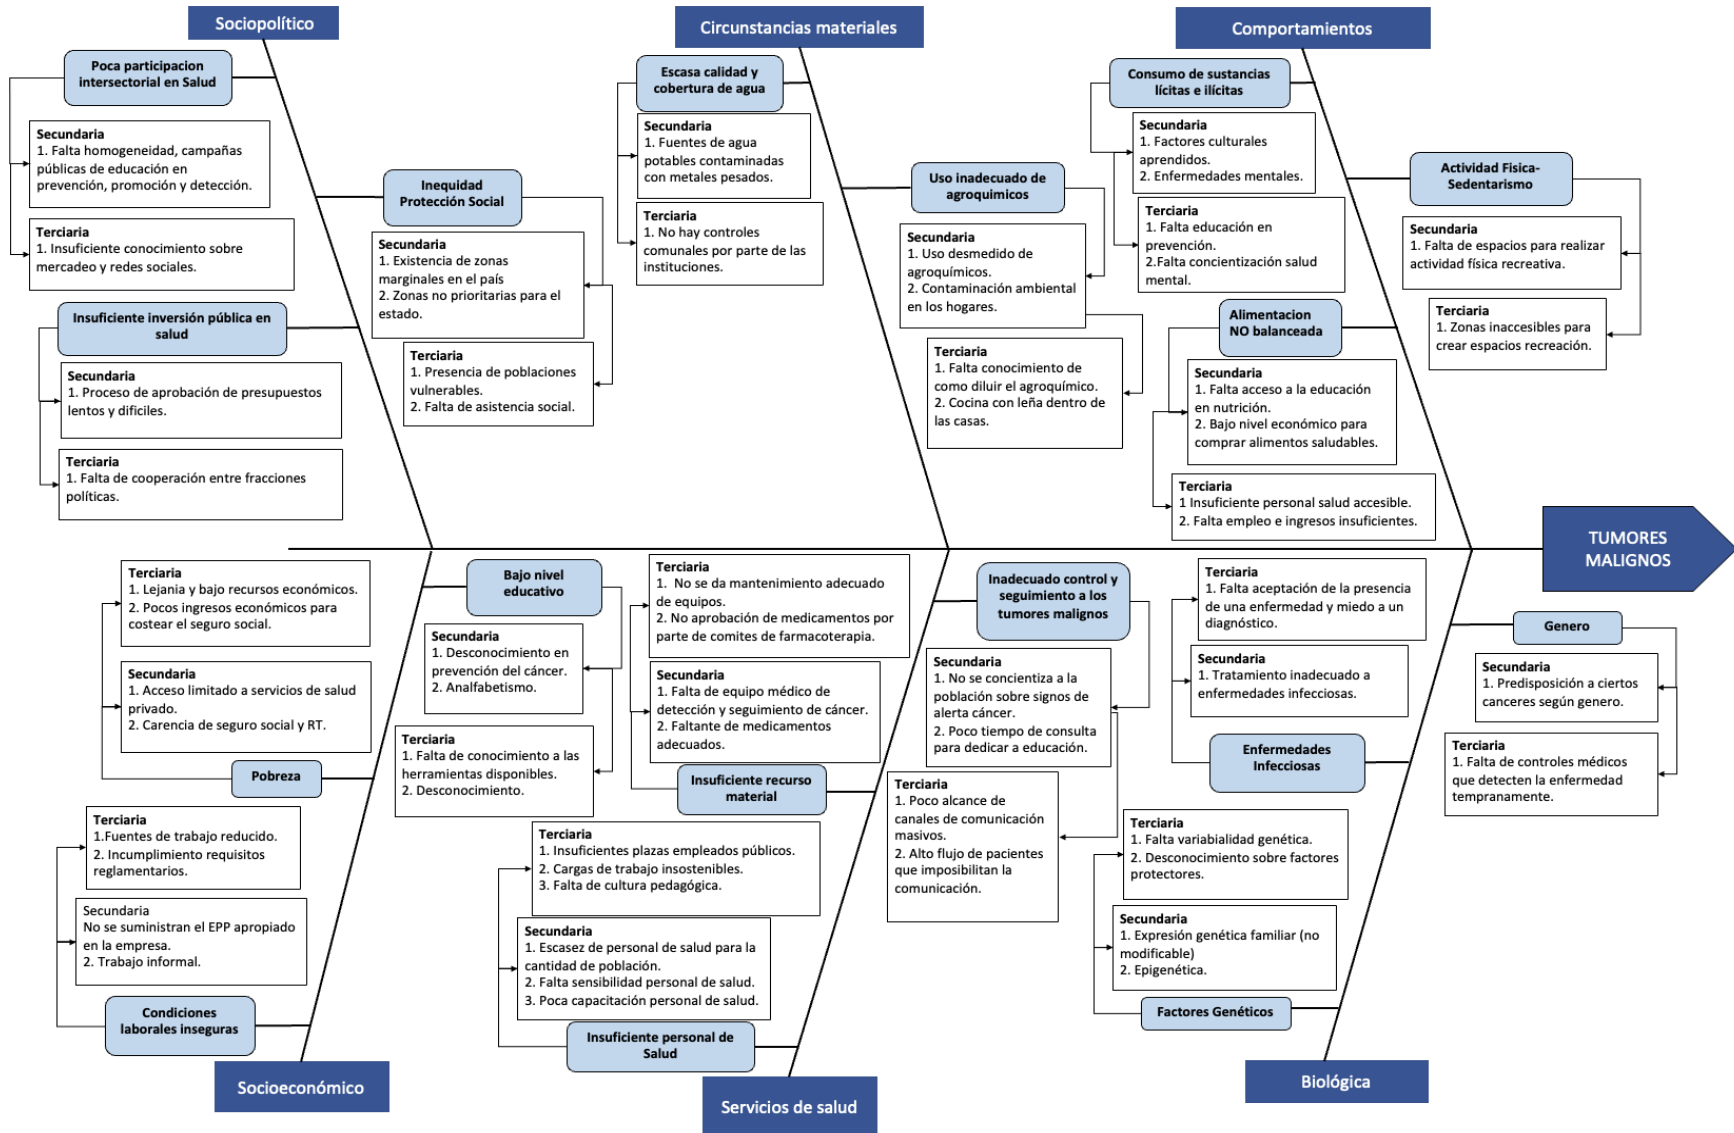 Sociopolítico
Poca participacion
intersectorial en Salud
Secundaria
1. Falta homogeneidad, campañas
públicas de educación en
prevención, promoción y detección.
Terciaria
1. Insuficiente conocimiento sobre
mercadeo y redes sociales.
Inequidad
Protección Social
Secundaria
1. Existencia de zonas
marginales en el país
2. Zonas no prioritarias para el
estado.
Terciaria
1. Presencia de poblaciones
vulnerables.
2. Falta de asistencia social.
Insuficiente inversión pública en
salud
Secundaria
1. Proceso de aprobación de presupuestos
lentos y dificiles.
Terciaria
1. Falta de cooperación entre fracciones
políticas.
Circunstancias materiales
Escasa calidad y
cobertura de agua
Secundaria
1. Fuentes de agua
potables contaminadas
con metales pesados.
Terciaria
1. No hay controles
comunales por parte de las
instituciones.
Uso inadecuado de
agroquimicos
Secundaria
1. Uso desmedido de
agroquímicos.
2. Contaminación ambiental
en los hogares.
Terciaria
1. Falta conocimiento de
como diluir el agroquímico.
2. Cocina con leña dentro de
las casas.
Comportamientos
Consumo de sustancias
lícitas e ilícitas
Secundaria
1. Factores culturales
aprendidos.
2. Enfermedades mentales.
Terciaria
1. Falta educación en
prevención.
2.Falta concientización salud
mental.
Actividad Fisica-
Sedentarismo
Secundaria
1. Falta de espacios para realizar
actividad física recreativa.
Terciaria
1. Zonas inaccesibles para
crear espacios recreación.
Alimentacion
NO balanceada
Secundaria
1. Falta acceso a la educación
en nutrición.
2. Bajo nivel económico para
comprar alimentos saludables.
Terciaria
1 Insuficiente personal salud accesible.
2. Falta empleo e ingresos insuficientes.
TUMORES
MALIGNOS
Terciaria
1. Lejania y bajo recursos económicos.
2. Pocos ingresos económicos para
costear el seguro social.
Secundaria
1. Acceso limitado a servicios de salud
privado.
2. Carencia de seguro social y RT.
Pobreza
Bajo nivel
educativo
Secundaria
1. Desconocimiento en
prevención del cáncer.
2. Analfabetismo.
Terciaria
1. Falta de conocimiento a las
herramientas disponibles.
2. Desconocimiento.
Terciaria
1.Fuentes de trabajo reducido.
2. Incumplimiento requisitos
reglamentarios.
Secundaria
No se suministran el EPP apropiado
en la empresa.
2. Trabajo informal.
Condiciones
laborales inseguras
Socioeconómico
Terciaria
1. No se da mantenimiento adecuado
de equipos.
2. No aprobación de medicamentos por
parte de comites de farmacoterapia.
Secundaria
1. Falta de equipo médico de
detección y seguimiento de cáncer.
2. Faltante de medicamentos
adecuados.
Insuficiente recurso
material
Inadecuado control y
seguimiento a los
tumores malignos
Secundaria
1. No se concientiza a la
población sobre signos de
alerta cáncer.
2. Poco tiempo de consulta
para dedicar a educación.
Terciaria
1. Poco alcance de
canales de comunicación
masivos.
2. Alto flujo de pacientes
que imposibilitan la
comunicación.
Terciaria
1. Insuficientes plazas empleados públicos.
2. Cargas de trabajo insostenibles.
3. Falta de cultura pedagógica.
Secundaria
1. Escasez de personal de salud para la
cantidad de población.
2. Falta sensibilidad personal de salud.
3. Poca capacitación personal de salud.
Insuficiente personal de
Salud
Servicios de salud
Terciaria
1. Falta aceptación de la presencia
de una enfermedad y miedo a un
diagnóstico.
Secundaria
1. Tratamiento inadecuado a
enfermedades infecciosas.
Enfermedades
Infecciosas
Genero
Secundaria
1. Predisposición a ciertos
canceres según genero.
Terciaria
1. Falta de controles médicos
que detecten la enfermedad
tempranamente.
Terciaria
1. Falta variabialidad genética.
2. Desconocimiento sobre factores
protectores.
Secundaria
1. Expresión genética familiar (no
modificable)
2. Epigenética.
Factores Genéticos
Biológica